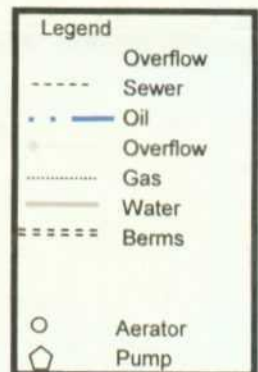 Legend
Overflow
Sewer
Oil
Overflow
Gas
Water
Berms
Aerator
Pump